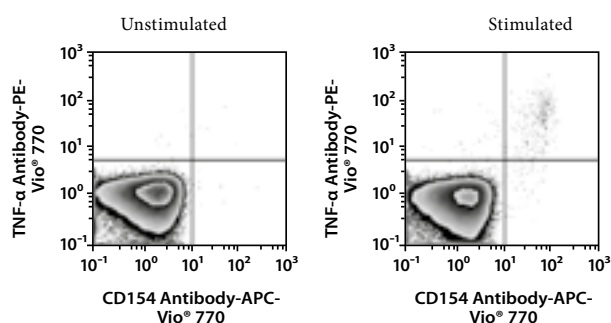 Unstimulated
TNF-α Antibody-PE-
Vio® 770
10³
10²
10¹
10⁰
10⁻¹
10⁻¹ 10⁰ 10¹ 10² 10³
CD154 Antibody-APC-
Vio® 770
Stimulated
TNF-α Antibody-PE-
Vio® 770
10³
10²
10¹
10⁰
10⁻¹
10⁻¹ 10⁰ 10¹ 10² 10³
CD154 Antibody-APC-
Vio® 770